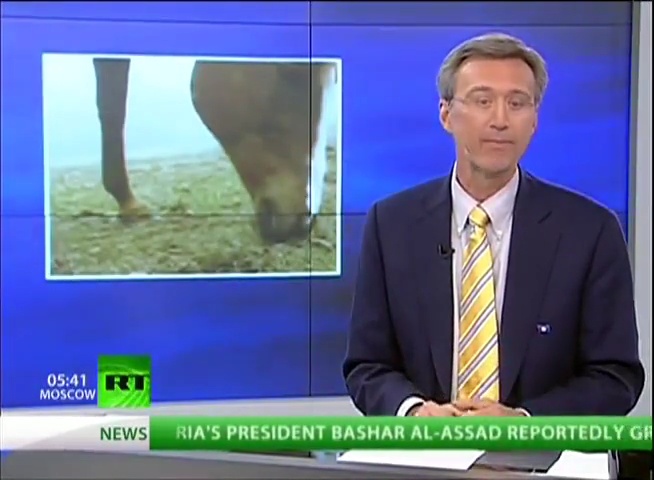 05:41
MOSCOW
RT
NEWS
RIA'S PRESIDENT BASHAR AL-ASSAD REPORTEDLY